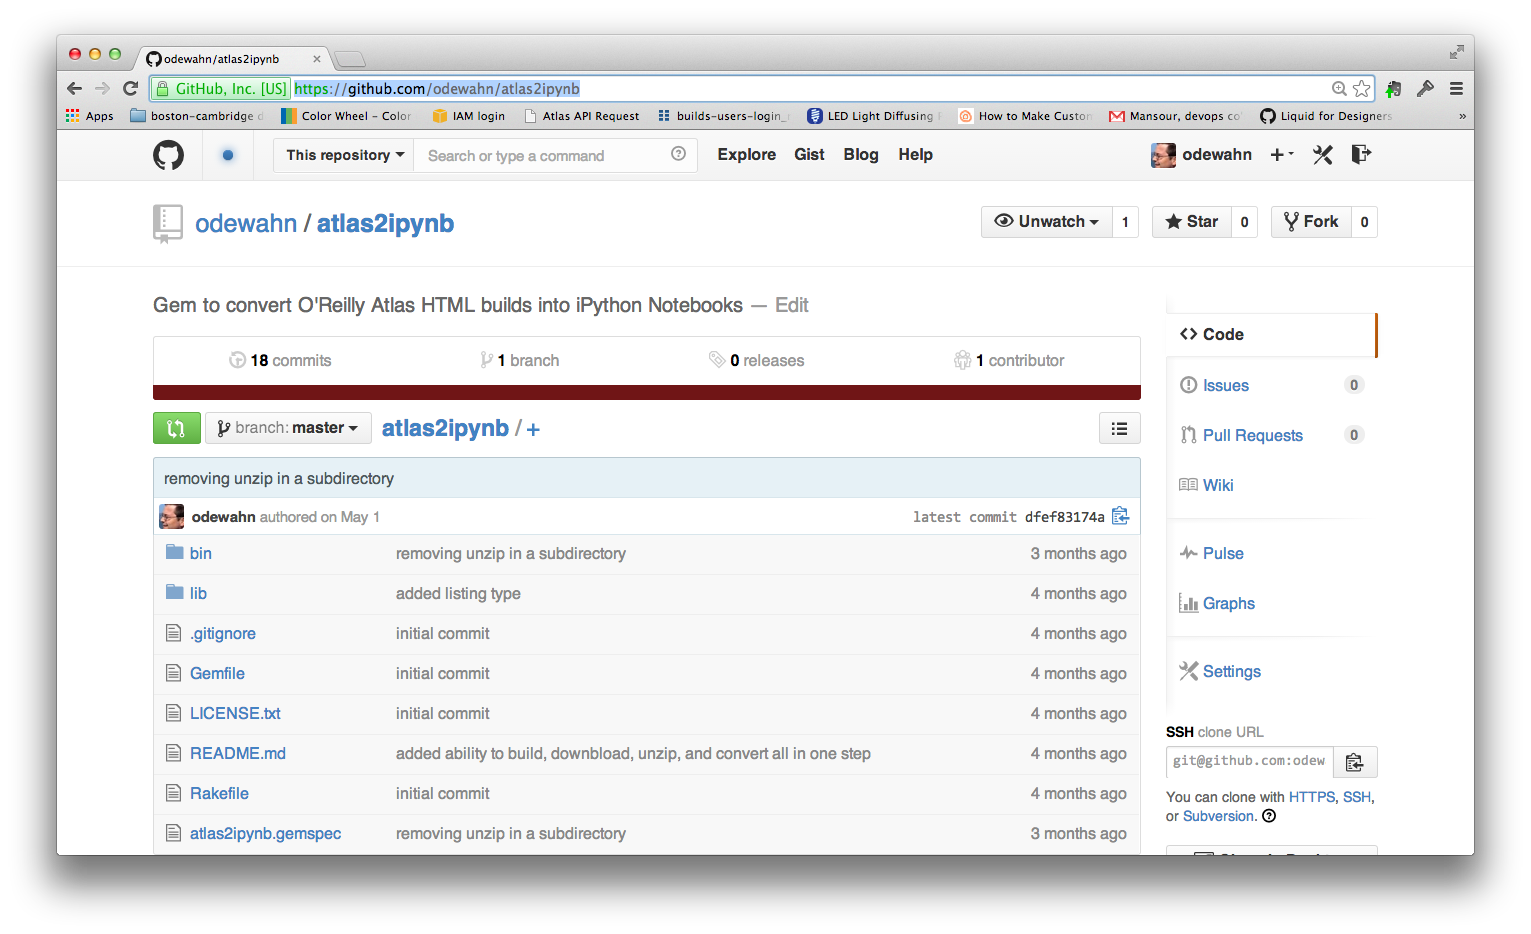 odewahn/atlas2ipynb
GitHub, Inc. [US] https://github.com/odewahn/atlas2ipynb
Apps boston-cambridge d Color Wheel - Color IAM login Atlas API Request builds-users-login_ LED Light Diffusing How to Make Custom Mansour, devops co Liquid for Designers »
This repository Search or type a command Explore Gist Blog Help odewahn
odewahn / atlas2ipynb
Unwatch 1 Star 0 Fork 0
Gem to convert O'Reilly Atlas HTML builds into iPython Notebooks — Edit
18 commits 1 branch 0 releases 1 contributor
branch: master atlas2ipynb / +
removing unzip in a subdirectory
odewahn authored on May 1 latest commit dfef83174a
bin removing unzip in a subdirectory 3 months ago
lib added listing type 4 months ago
.gitignore initial commit 4 months ago
Gemfile initial commit 4 months ago
LICENSE.txt initial commit 4 months ago
README.md added ability to build, downbload, unzip, and convert all in one step 4 months ago
Rakefile initial commit 4 months ago
atlas2ipynb.gemspec removing unzip in a subdirectory 3 months ago
Code
Issues 0
Pull Requests 0
Wiki
Pulse
Graphs
Settings
SSH clone URL
git@github.com:odew
You can clone with HTTPS, SSH,
or Subversion.